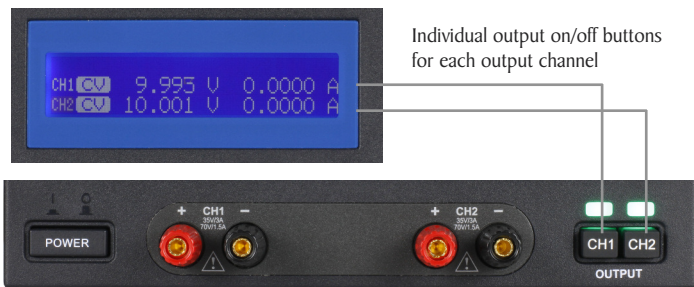 Individual output on/off buttons
for each output channel
CH1 CV 9.993 V 0.0000 A
CH2 CV 10.001 V 0.0000 A
POWER
+ CH1 −
35V/3A
70V/1.5A
+ CH2 −
35V/3A
70V/1.5A
CH1 CH2
OUTPUT